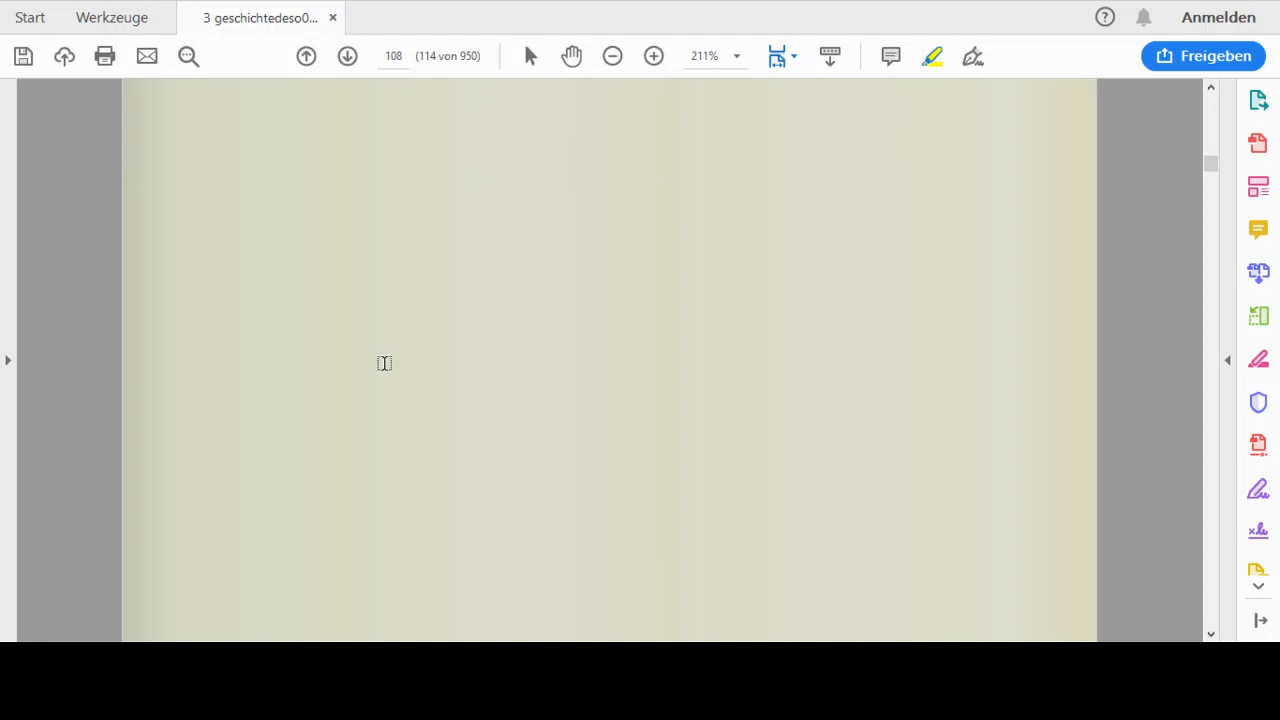 Start Werkzeuge 3 geschichtedeso0... × Anmelden
108 (114 von 950) 211% Freigeben